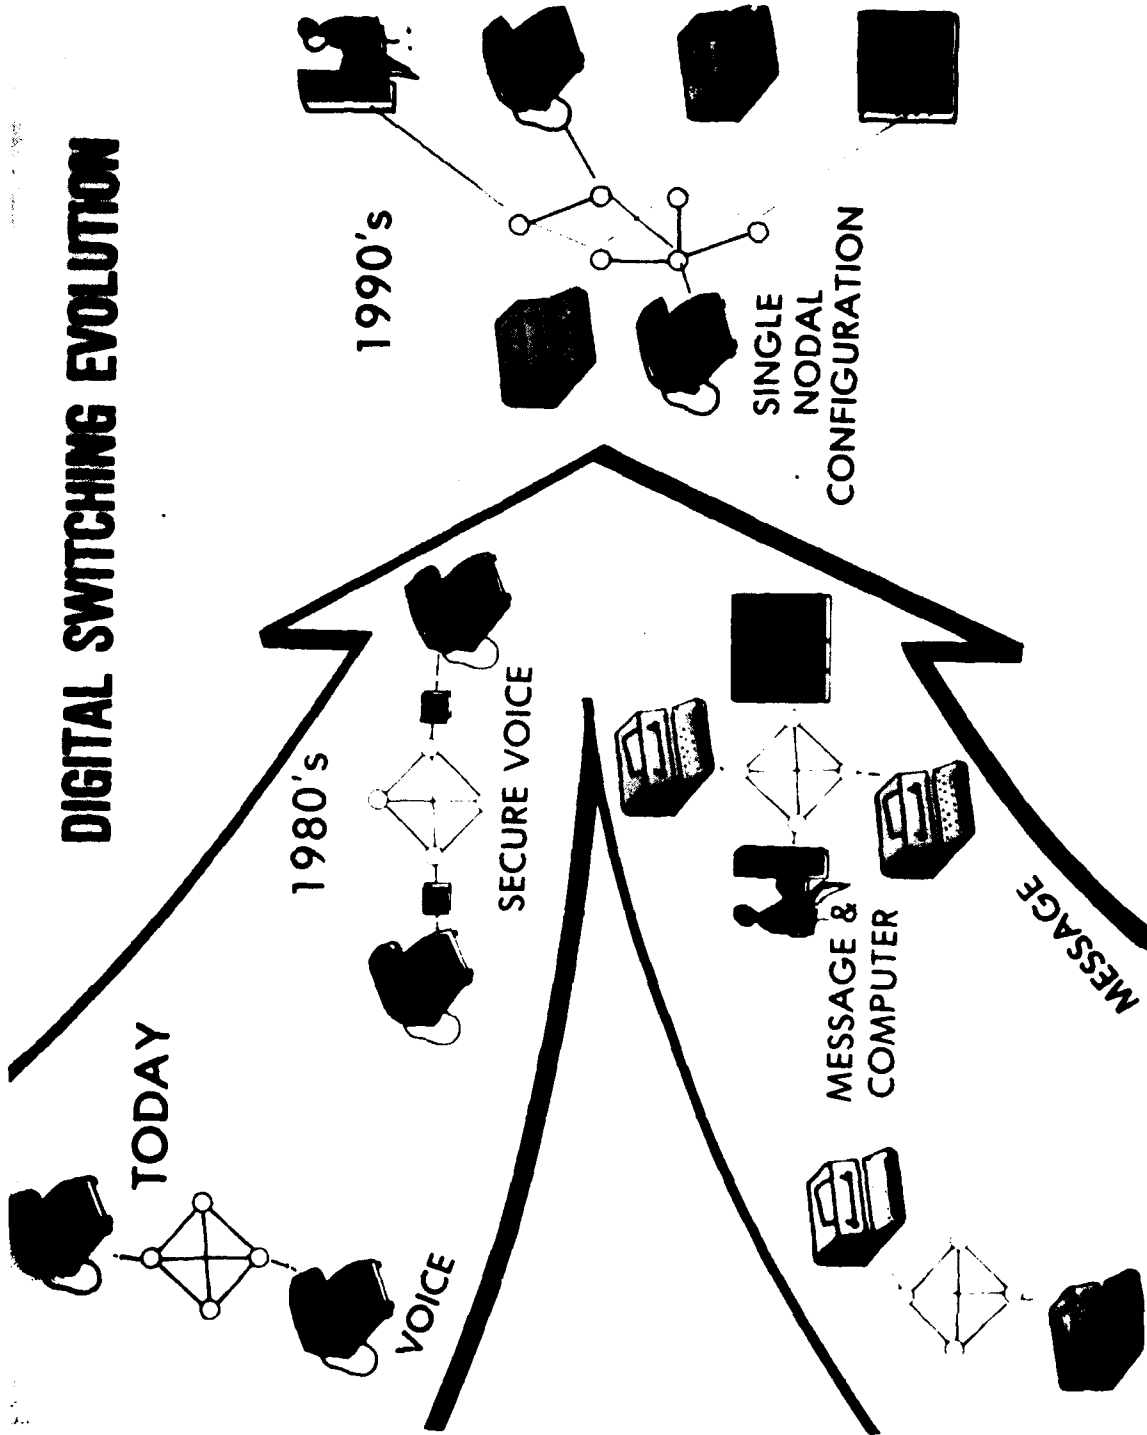 DIGITAL SWITCHING EVOLUTION
TODAY
1980's
1990's
VOICE
SECURE VOICE
MESSAGE &
COMPUTER
MESSAGE
SINGLE
NODAL
CONFIGURATION